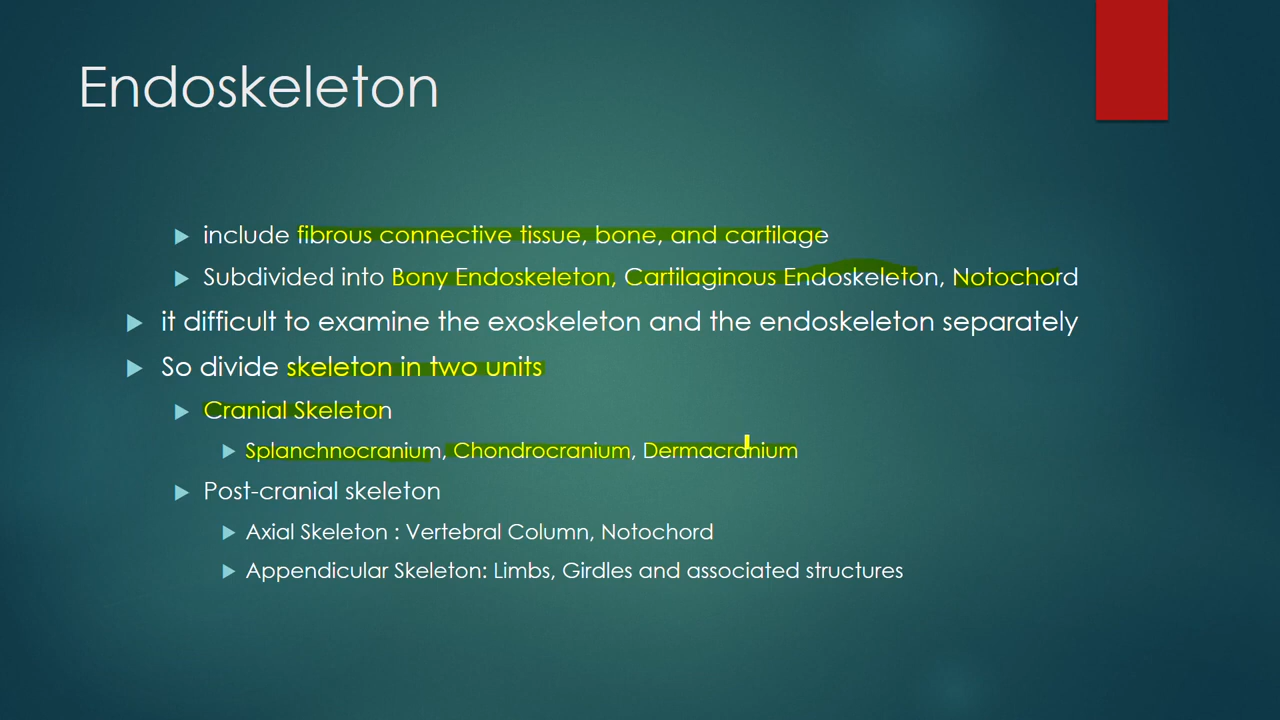 Endoskeleton
include fibrous connective tissue, bone, and cartilage
Subdivided into Bony Endoskeleton, Cartilaginous Endoskeleton, Notochord
it difficult to examine the exoskeleton and the endoskeleton separately
So divide skeleton in two units
Cranial Skeleton
Splanchnocranium, Chondrocranium, Dermacranium
Post-cranial skeleton
Axial Skeleton : Vertebral Column, Notochord
Appendicular Skeleton: Limbs, Girdles and associated structures